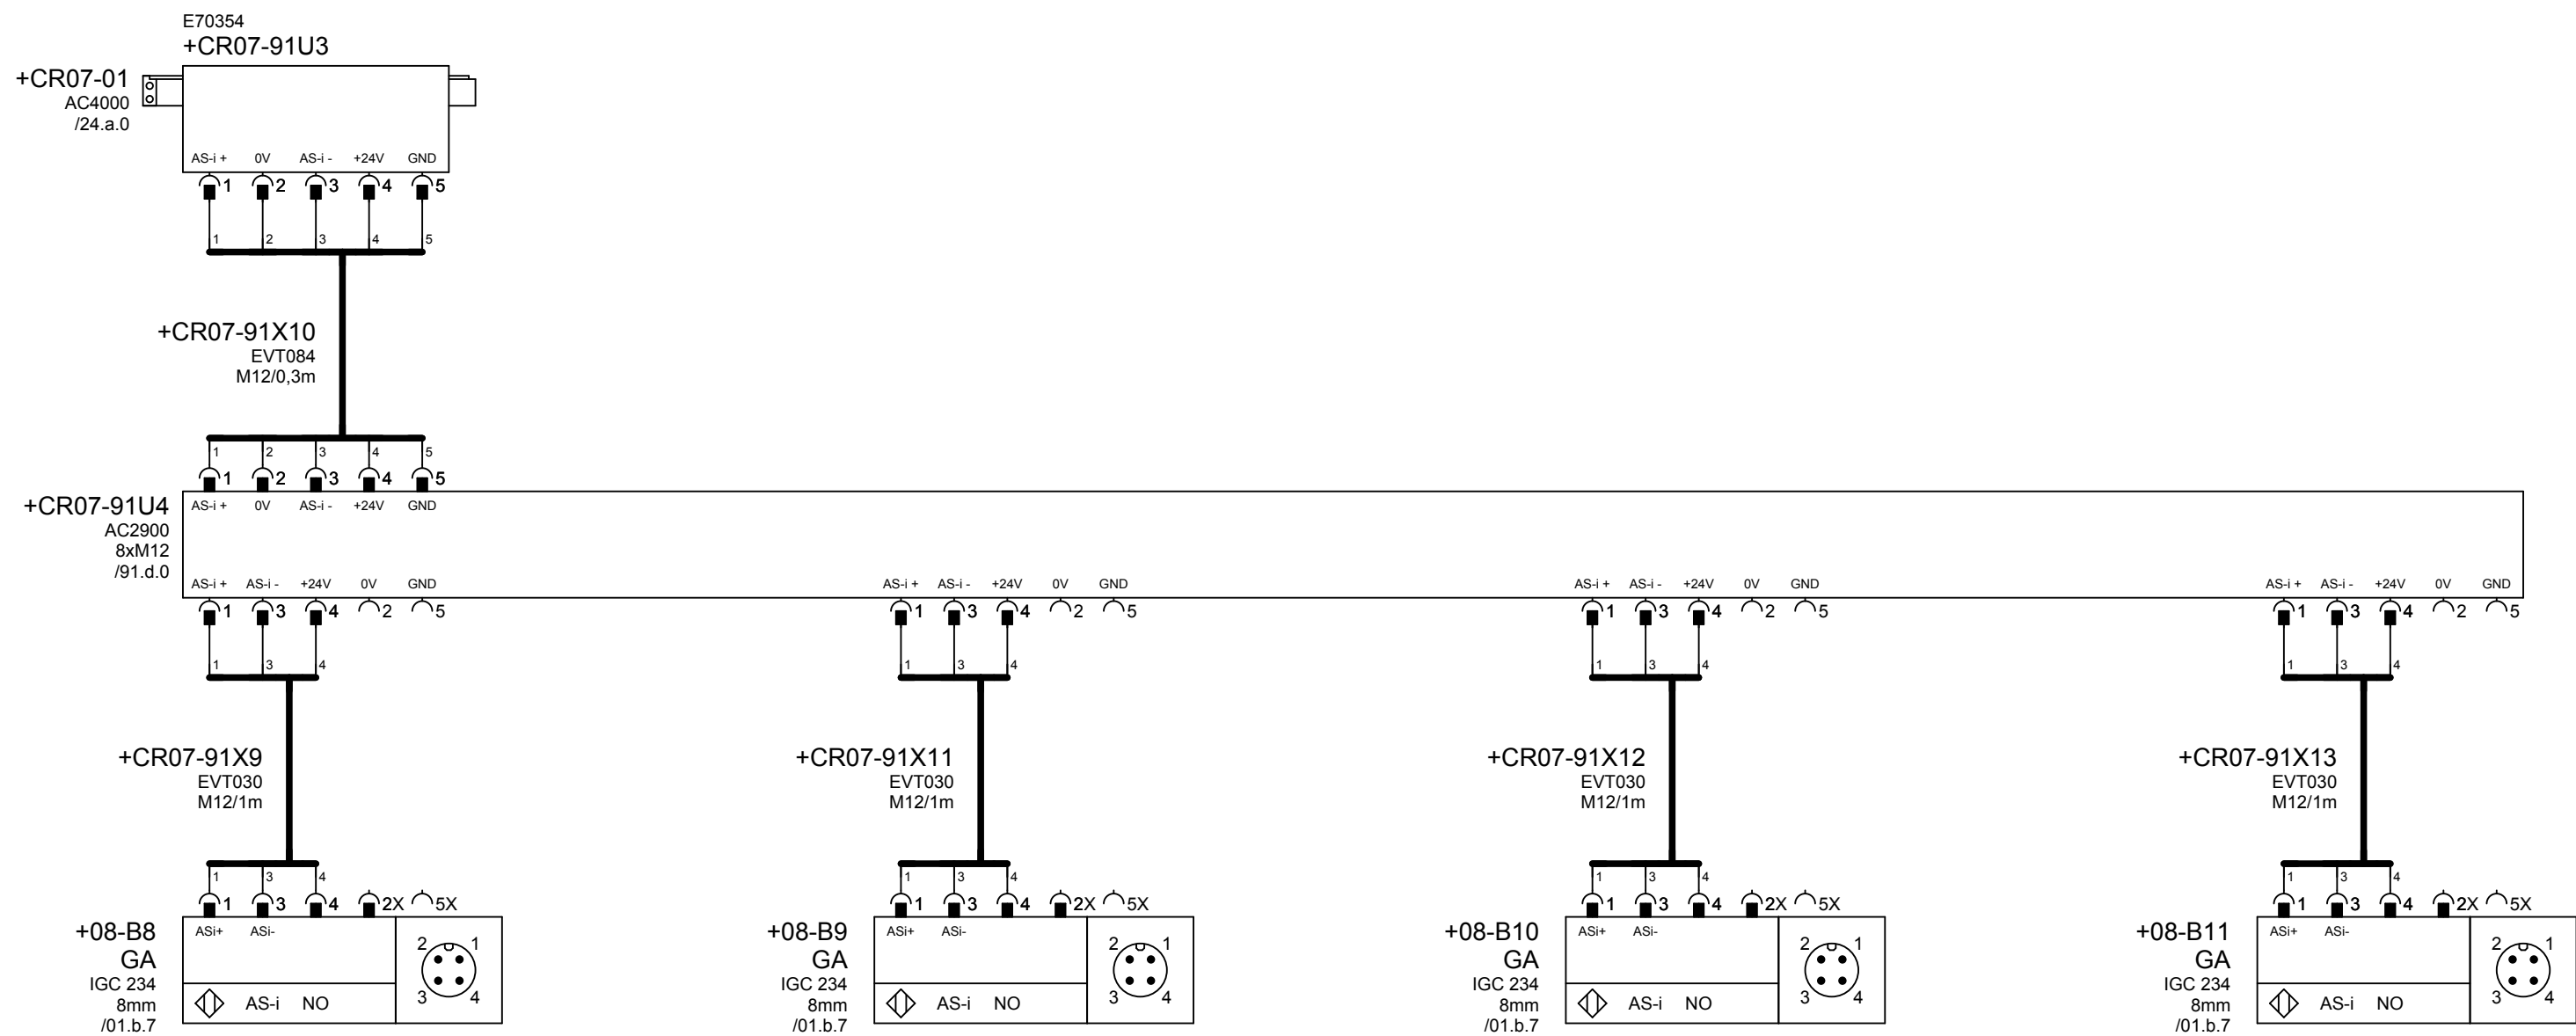 E70354
+CR07-91U3
+CR07-01
AC4000
/24.a.0
AS-i + 0V AS-i - +24V GND
1 2 3 4 5
1 2 3 4 5
+CR07-91X10
EVT084
M12/0,3m
1 2 3 4 5
1 2 3 4 5
+CR07-91U4
AC2900
8xM12
/91.d.0
AS-i + 0V AS-i - +24V GND
AS-i + AS-i - +24V 0V GND AS-i + AS-i - +24V 0V GND AS-i + AS-i - +24V 0V GND AS-i + AS-i - +24V 0V GND
1 3 4 2 5 1 3 4 2 5 1 3 4 2 5 1 3 4 2 5
1 3 4 1 3 4 1 3 4 1 3 4
+CR07-91X9
EVT030
M12/1m
+CR07-91X11
EVT030
M12/1m
+CR07-91X12
EVT030
M12/1m
+CR07-91X13
EVT030
M12/1m
1 3 4 1 3 4 1 3 4 1 3 4
1 3 4 2X 5X 1 3 4 2X 5X 1 3 4 2X 5X 1 3 4 2X 5X
+08-B8
GA
IGC 234
8mm
/01.b.7
ASi+ ASi-
AS-i NO
2 1
3 4
+08-B9
GA
IGC 234
8mm
/01.b.7
ASi+ ASi-
AS-i NO
2 1
3 4
+08-B10
GA
IGC 234
8mm
/01.b.7
ASi+ ASi-
AS-i NO
2 1
3 4
+08-B11
GA
IGC 234
8mm
/01.b.7
ASi+ ASi-
AS-i NO
2 1
3 4